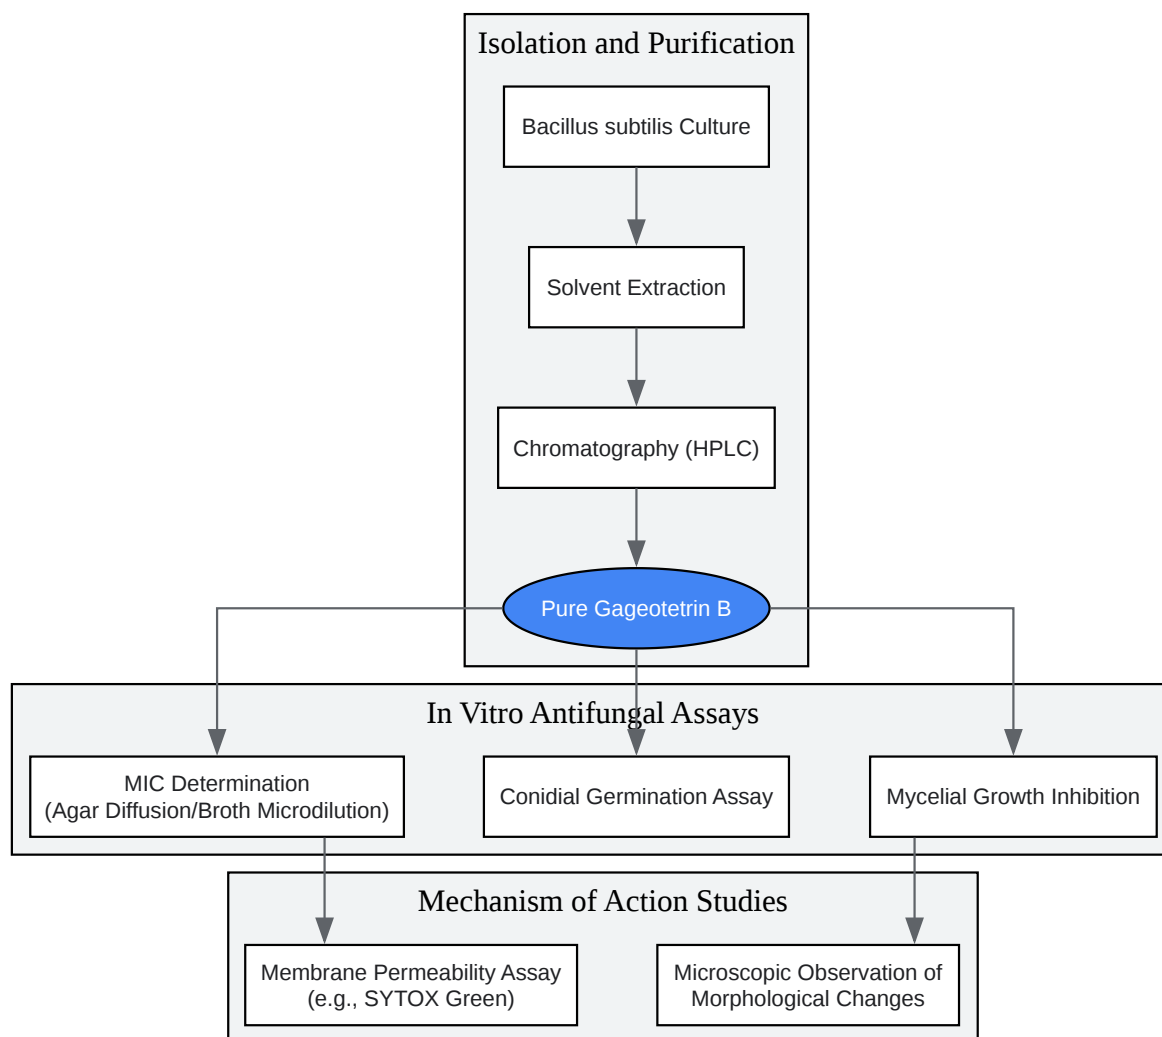 Isolation and Purification
Bacillus subtilis Culture
Solvent Extraction
Chromatography (HPLC)
Pure Gageotetrin B
In Vitro Antifungal Assays
MIC Determination
(Agar Diffusion/Broth Microdilution)
Conidial Germination Assay
Mycelial Growth Inhibition
Mechanism of Action Studies
Membrane Permeability Assay
(e.g., SYTOX Green)
Microscopic Observation of
Morphological Changes